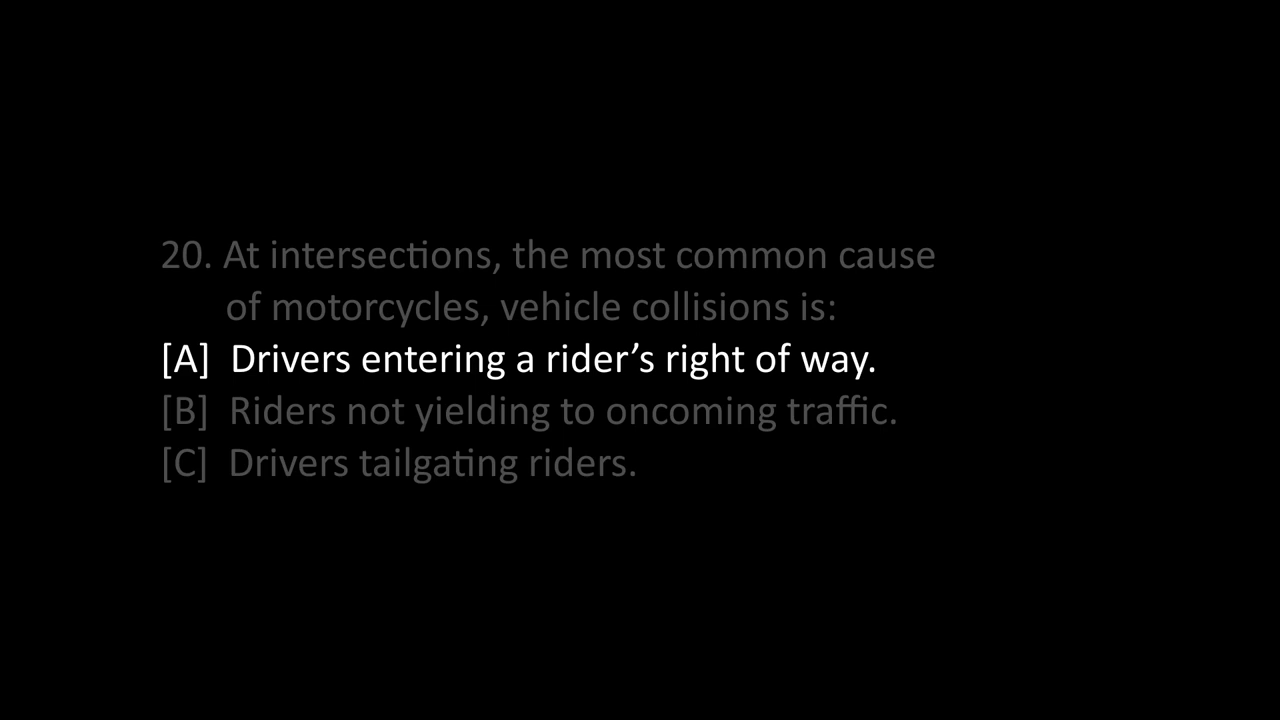 20. At intersections, the most common cause
of motorcycles, vehicle collisions is:
[A] Drivers entering a rider’s right of way.
[B] Riders not yielding to oncoming traffic.
[C] Drivers tailgating riders.